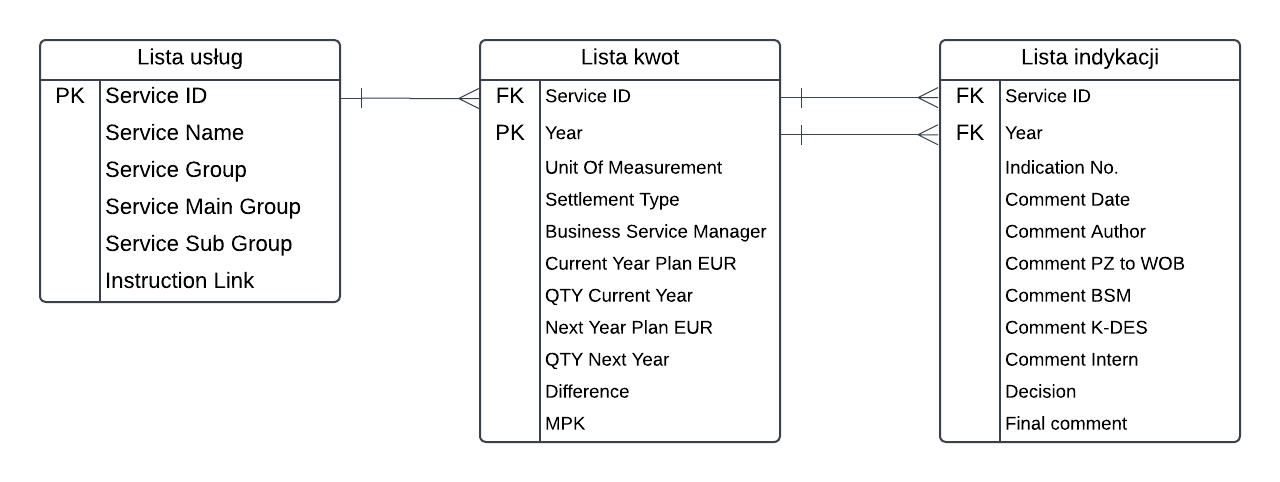 Lista usług
PK Service ID
Service Name
Service Group
Service Main Group
Service Sub Group
Instruction Link
Lista kwot
FK Service ID
PK Year
Unit Of Measurement
Settlement Type
Business Service Manager
Current Year Plan EUR
QTY Current Year
Next Year Plan EUR
QTY Next Year
Difference
MPK
Lista indykacji
FK Service ID
FK Year
Indication No.
Comment Date
Comment Author
Comment PZ to WOB
Comment BSM
Comment K-DES
Comment Intern
Decision
Final comment